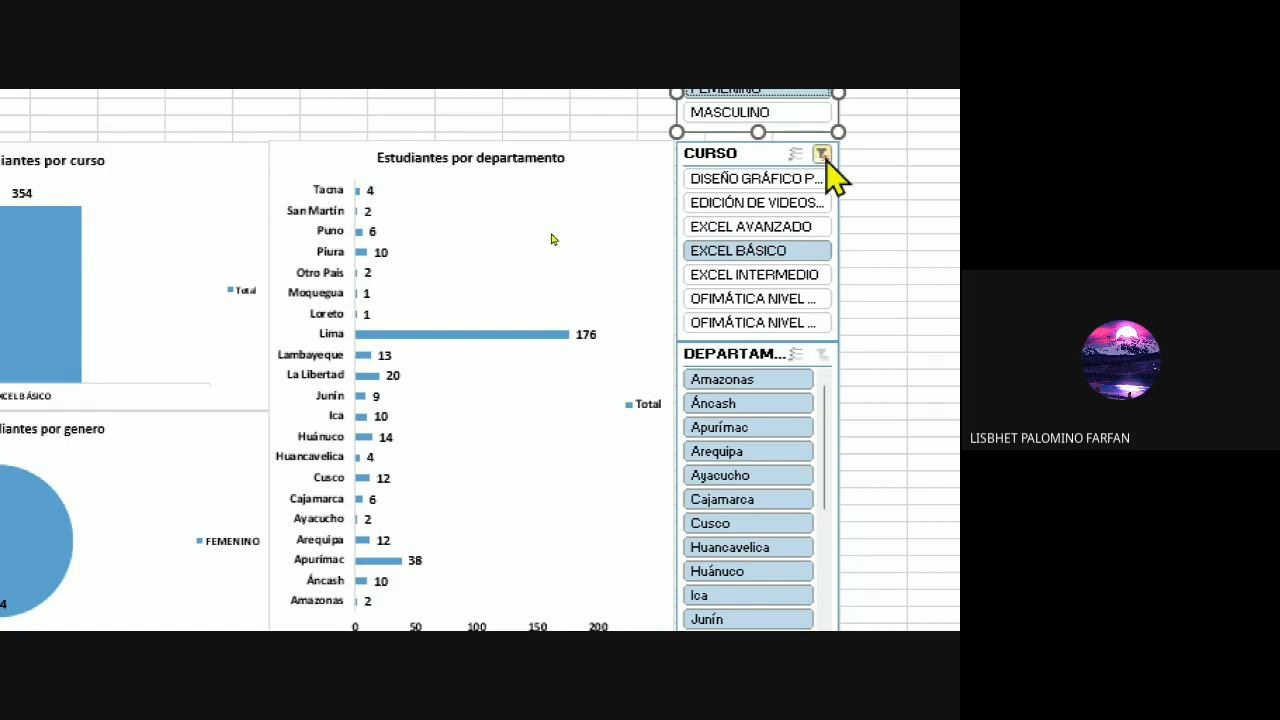 FEMENINO
MASCULINO
iantes por curso
354
Total
XCEL BÁSICO
iantes por genero
FEMENINO
4
Estudiantes por departamento
Tacna 4
San Martín 2
Puno 6
Piura 10
Otro País 2
Moquegua 1
Loreto 1
Lima 176
Lambayeque 13
La Libertad 20
Junín 9
Ica 10
Huánuco 14
Huancavelica 4
Cusco 12
Cajamarca 6
Ayacucho 2
Arequipa 12
Apurímac 38
Áncash 10
Amazonas 2
0 50 100 150 200
Total
CURSO
DISEÑO GRÁFICO P...
EDICIÓN DE VIDEOS...
EXCEL AVANZADO
EXCEL BÁSICO
EXCEL INTERMEDIO
OFIMÁTICA NIVEL ...
OFIMÁTICA NIVEL ...
DEPARTAM...
Amazonas
Áncash
Apurímac
Arequipa
Ayacucho
Cajamarca
Cusco
Huancavelica
Huánuco
Ica
Junín
LISBHET PALOMINO FARFAN